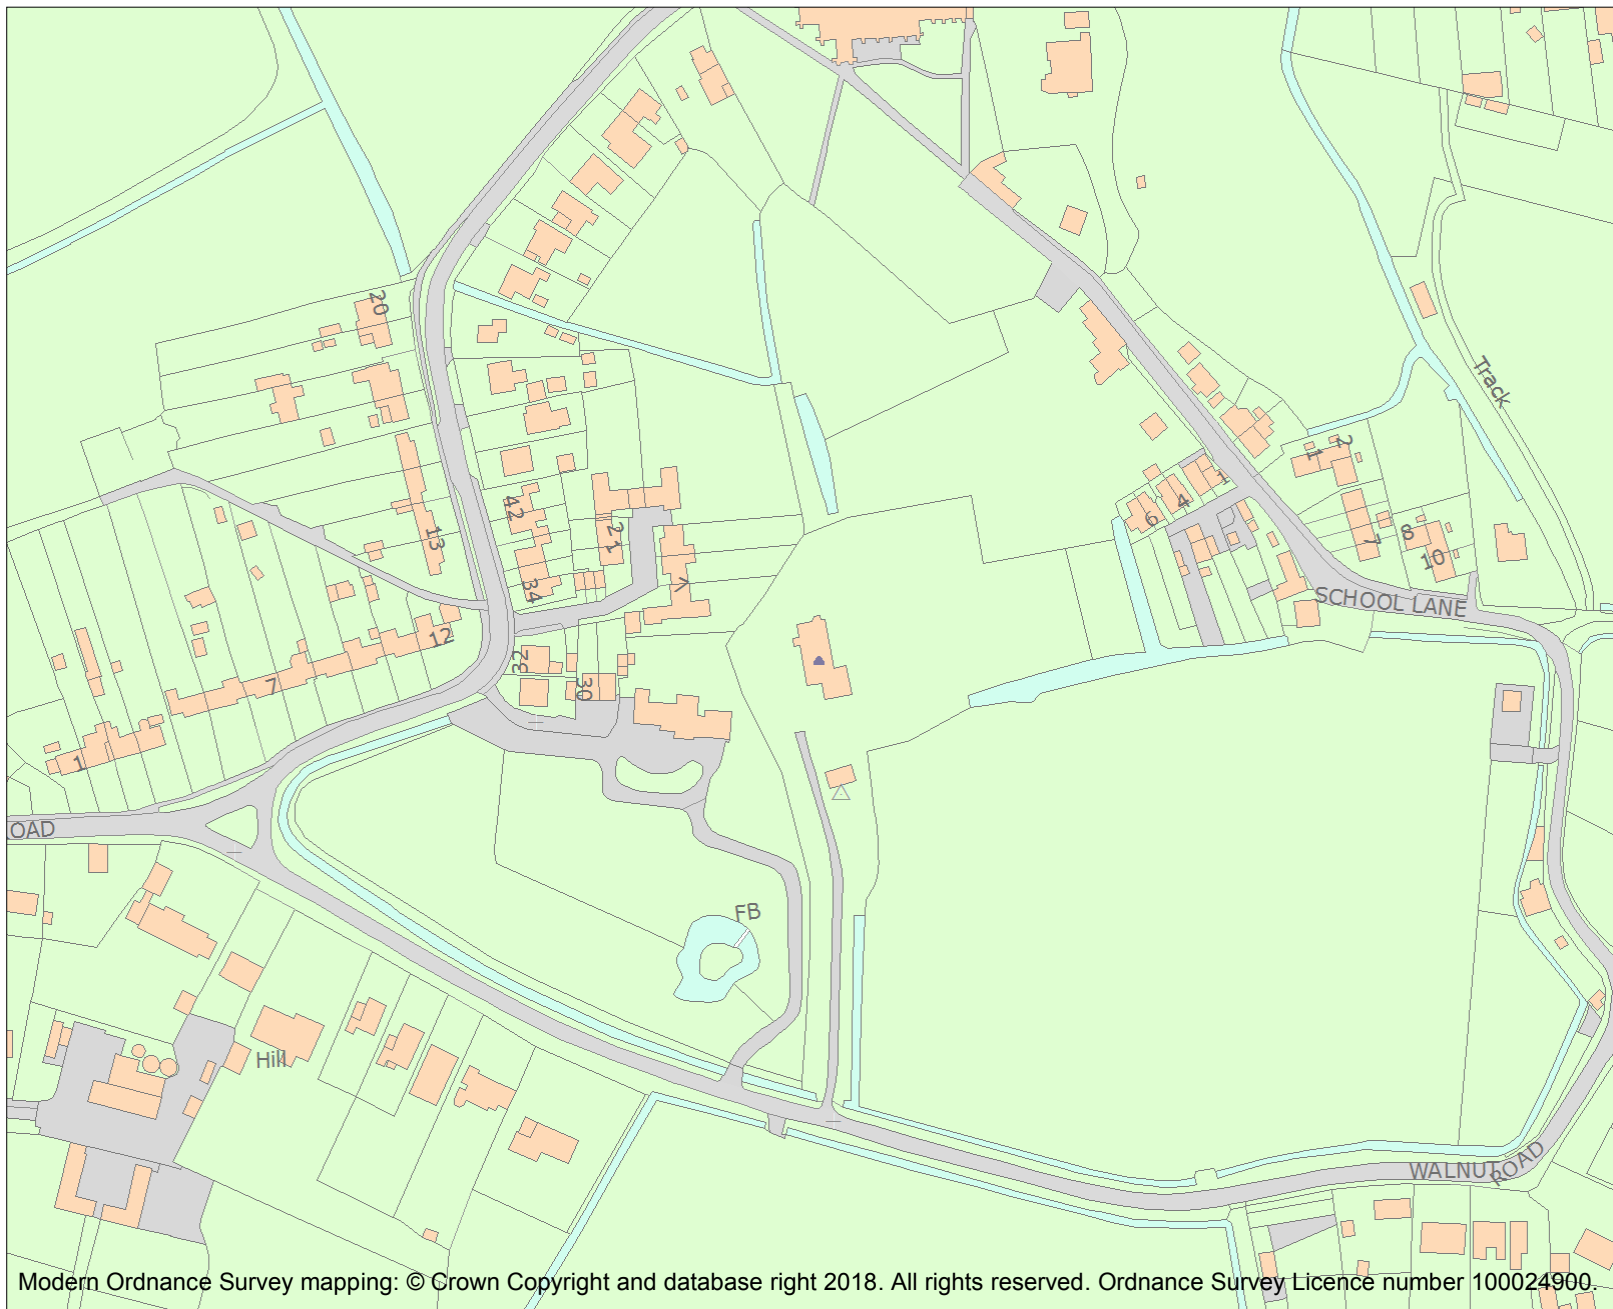 20
Track
2
1
1
42
4
6
13
21
7
8
10
7
34
SCHOOL LANE
12
32
30
7
1
OAD
FB
Hill
WALNUT ROAD
Modern Ordnance Survey mapping: © Crown Copyright and database right 2018. All rights reserved. Ordnance Survey Licence number 100024900.